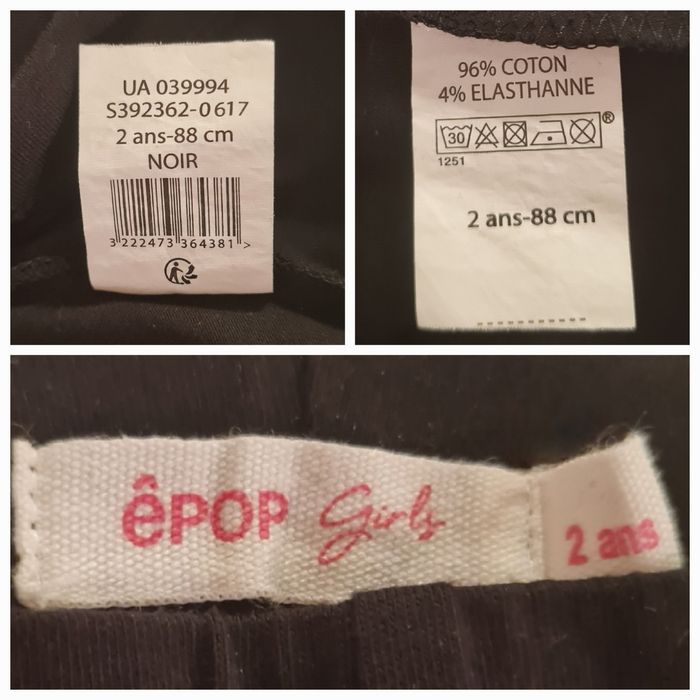 UA 039994
S392362-0617
2 ans-88 cm
NOIR
3 222473 364381 >
96% COTON
4% ELASTHANNE
30
®
1251
2 ans-88 cm
êPOP Girls
2 ans